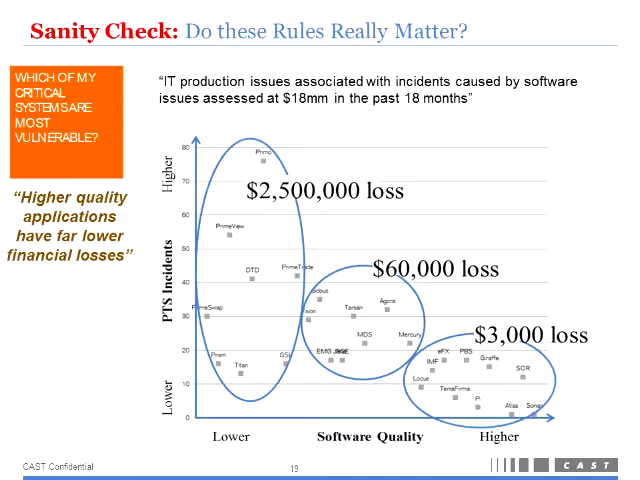 Sanity Check: Do these Rules Really Matter?
WHICH OF MY
CRITICAL
SYSTEMS ARE
MOST
VULNERABLE?
“IT production issues associated with incidents caused by software
issues assessed at $18mm in the past 18 months”
“Higher quality
applications
have far lower
financial losses”
PTS Incidents
Higher
Lower
80
70
60
50
40
30
20
10
0
Primo
$2,500,000 loss
PrimeView
DTD
PrimeTrade
$60,000 loss
PrimeSwap
Tarsan
Agora
MDS
Mercury
$3,000 loss
Prism
Titan
GSI
EMG
eFX
PBS
Giraffe
IMF
SOR
Locus
TerraFirma
Pi
Atlas
Sonar
Lower
Software Quality
Higher
CAST Confidential
19
CAST